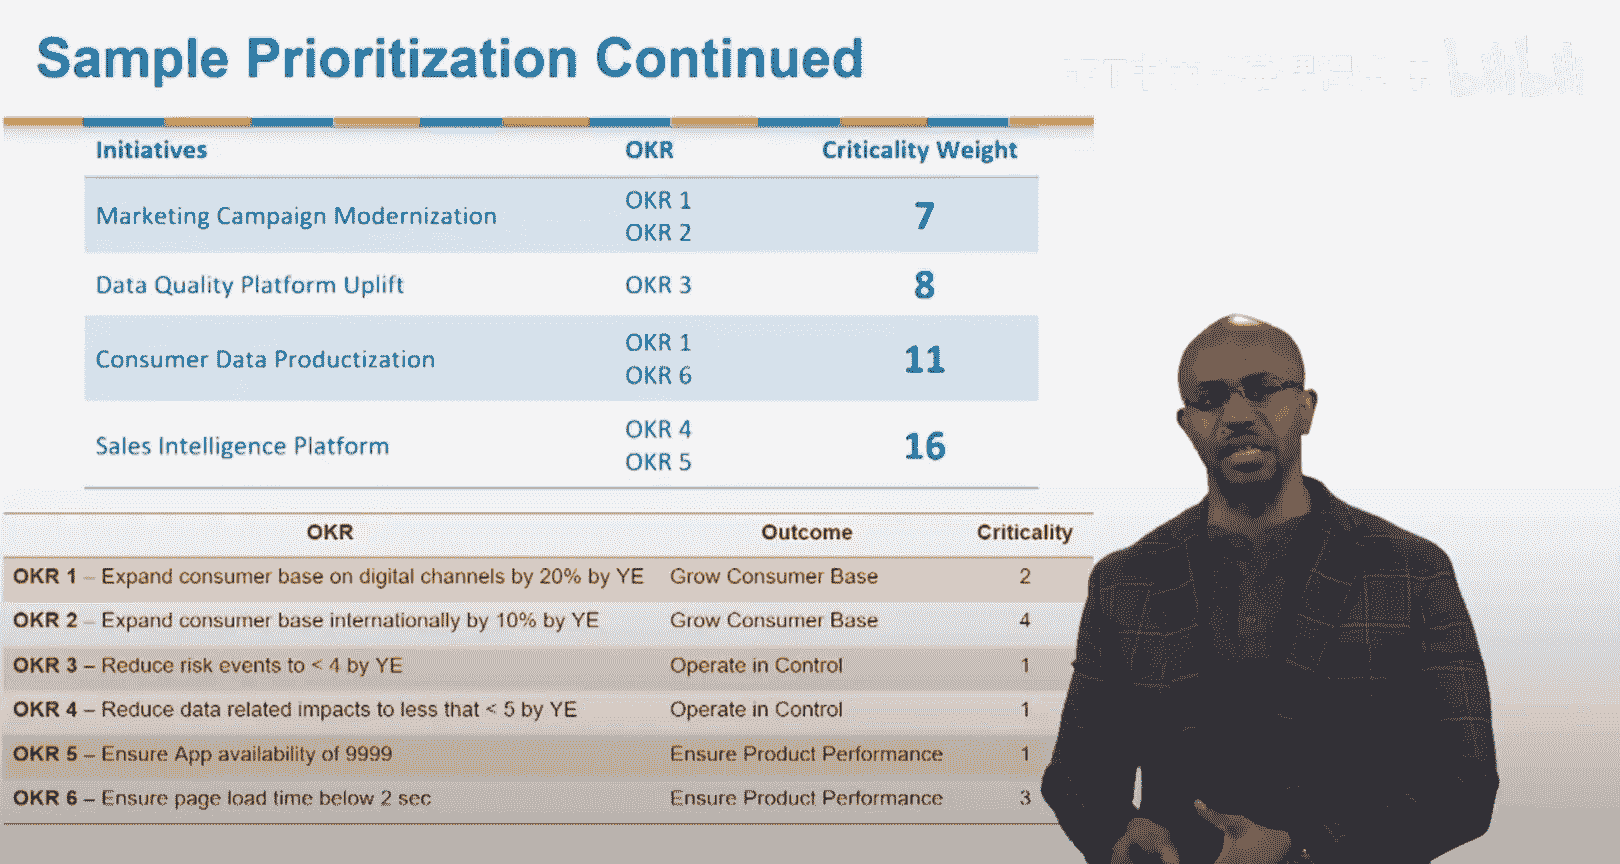 Sample Prioritization Continued
Initiatives OKR Criticality Weight
Marketing Campaign Modernization OKR 1 OKR 2 7
Data Quality Platform Uplift OKR 3 8
Consumer Data Productization OKR 1 OKR 6 11
Sales Intelligence Platform OKR 4 OKR 5 16
OKR Outcome Criticality
OKR 1 – Expand consumer base on digital channels by 20% by YE Grow Consumer Base 2
OKR 2 – Expand consumer base internationally by 10% by YE Grow Consumer Base 4
OKR 3 – Reduce risk events to < 4 by YE Operate in Control 1
OKR 4 – Reduce data related impacts to less that < 5 by YE Operate in Control 1
OKR 5 – Ensure App availability of 9999 Ensure Product Performance 1
OKR 6 – Ensure page load time below 2 sec Ensure Product Performance 3